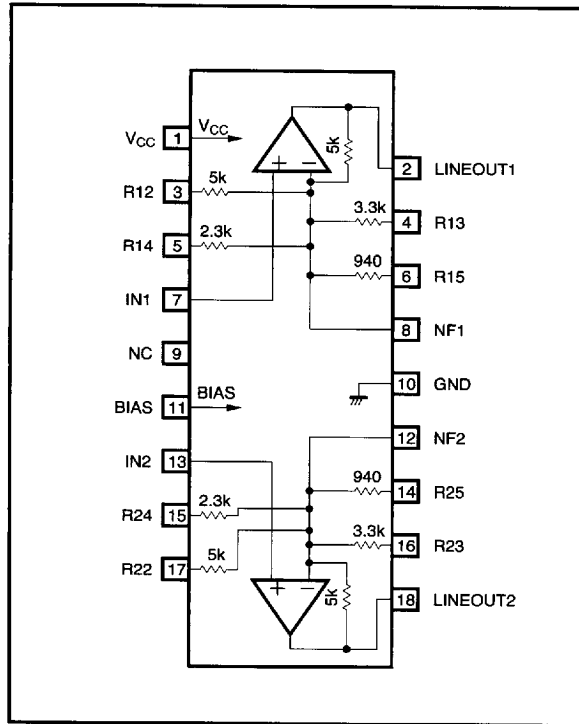 VCC 1 VCC
5k
2 LINEOUT1
R12 3 5k
3.3k
4 R13
R14 5 2.3k
940
6 R15
IN1 7
8 NF1
NC 9
10 GND
BIAS 11 BIAS
12 NF2
IN2 13
940
14 R25
R24 15 2.3k
3.3k
16 R23
R22 17 5k
5k
18 LINEOUT2
+ −
+ −